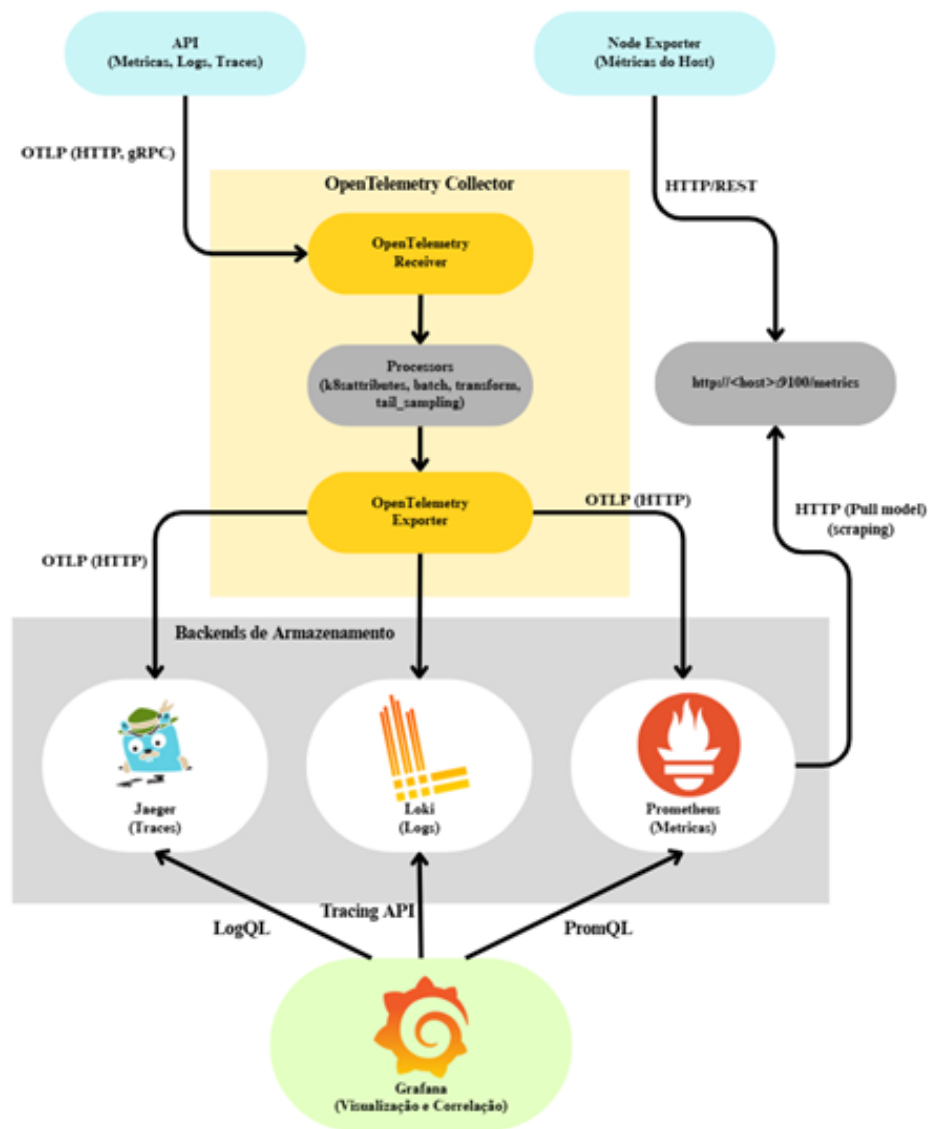 API
(Metricas, Logs, Traces)
Node Exporter
(Métricas do Host)
OTLP (HTTP, gRPC)
OpenTelemetry Collector
HTTP/REST
OpenTelemetry
Receiver
Processors
(k8sattributes, batch, transform,
tail_sampling)
http://<host>:9100/metrics
OpenTelemetry
Exporter
OTLP (HTTP)
HTTP (Pull model)
(scraping)
OTLP (HTTP)
Backends de Armazenamento
Jaeger
(Traces)
Loki
(Logs)
Prometheus
(Metricas)
Tracing API
LogQL
PromQL
Grafana
(Visualização e Correlação)